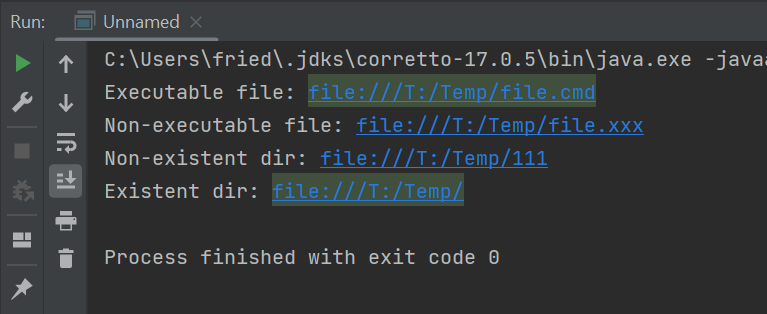 Run: Unnamed
C:\Users\fried\.jdks\corretto-17.0.5\bin\java.exe
Executable file: file:///T:/Temp/file.cmd
Non-executable file: file:///T:/Temp/file.xxx
Non-existent dir: file:///T:/Temp/111
Existent dir: file:///T:/Temp/
Process finished with exit code 0